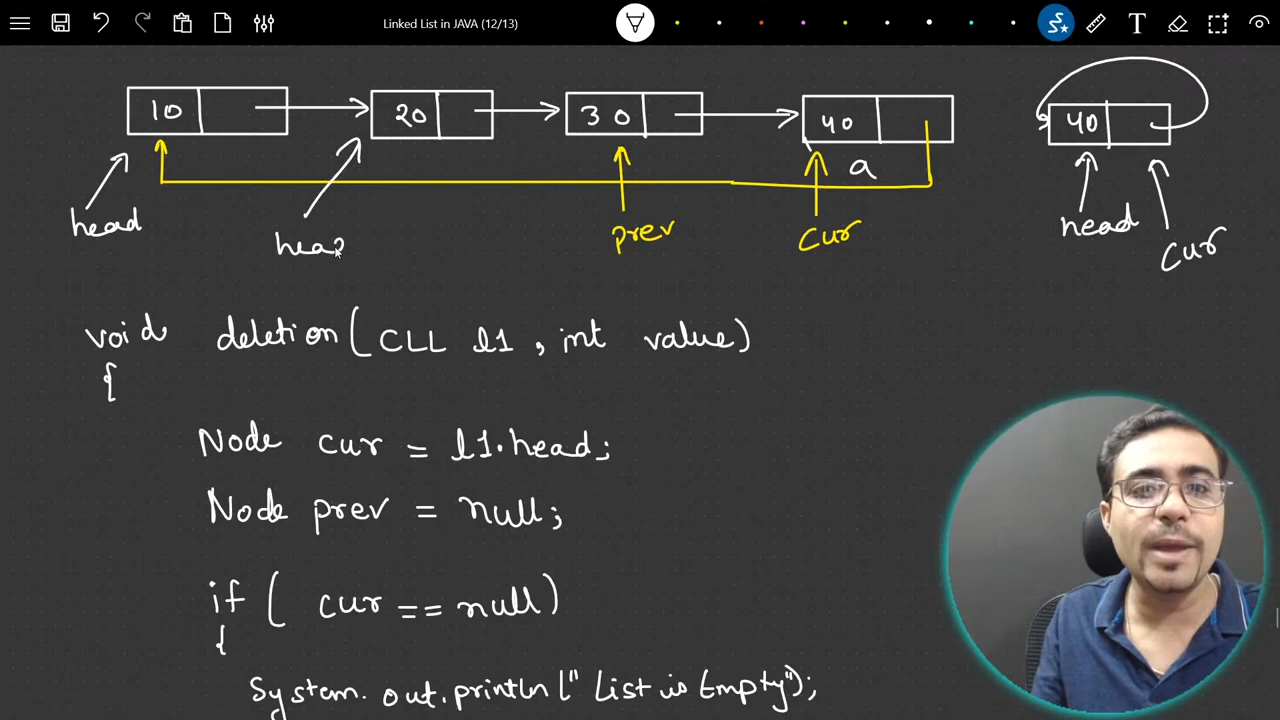 Linked List in JAVA (12/13)
T
10 20 30 40 40
a
head head prev cur head cur
void deletion(CLL l1, int value)
{
Node cur = l1.head;
Node prev = null;
if ( cur == null)
{
System.out.println(" List is Empty");